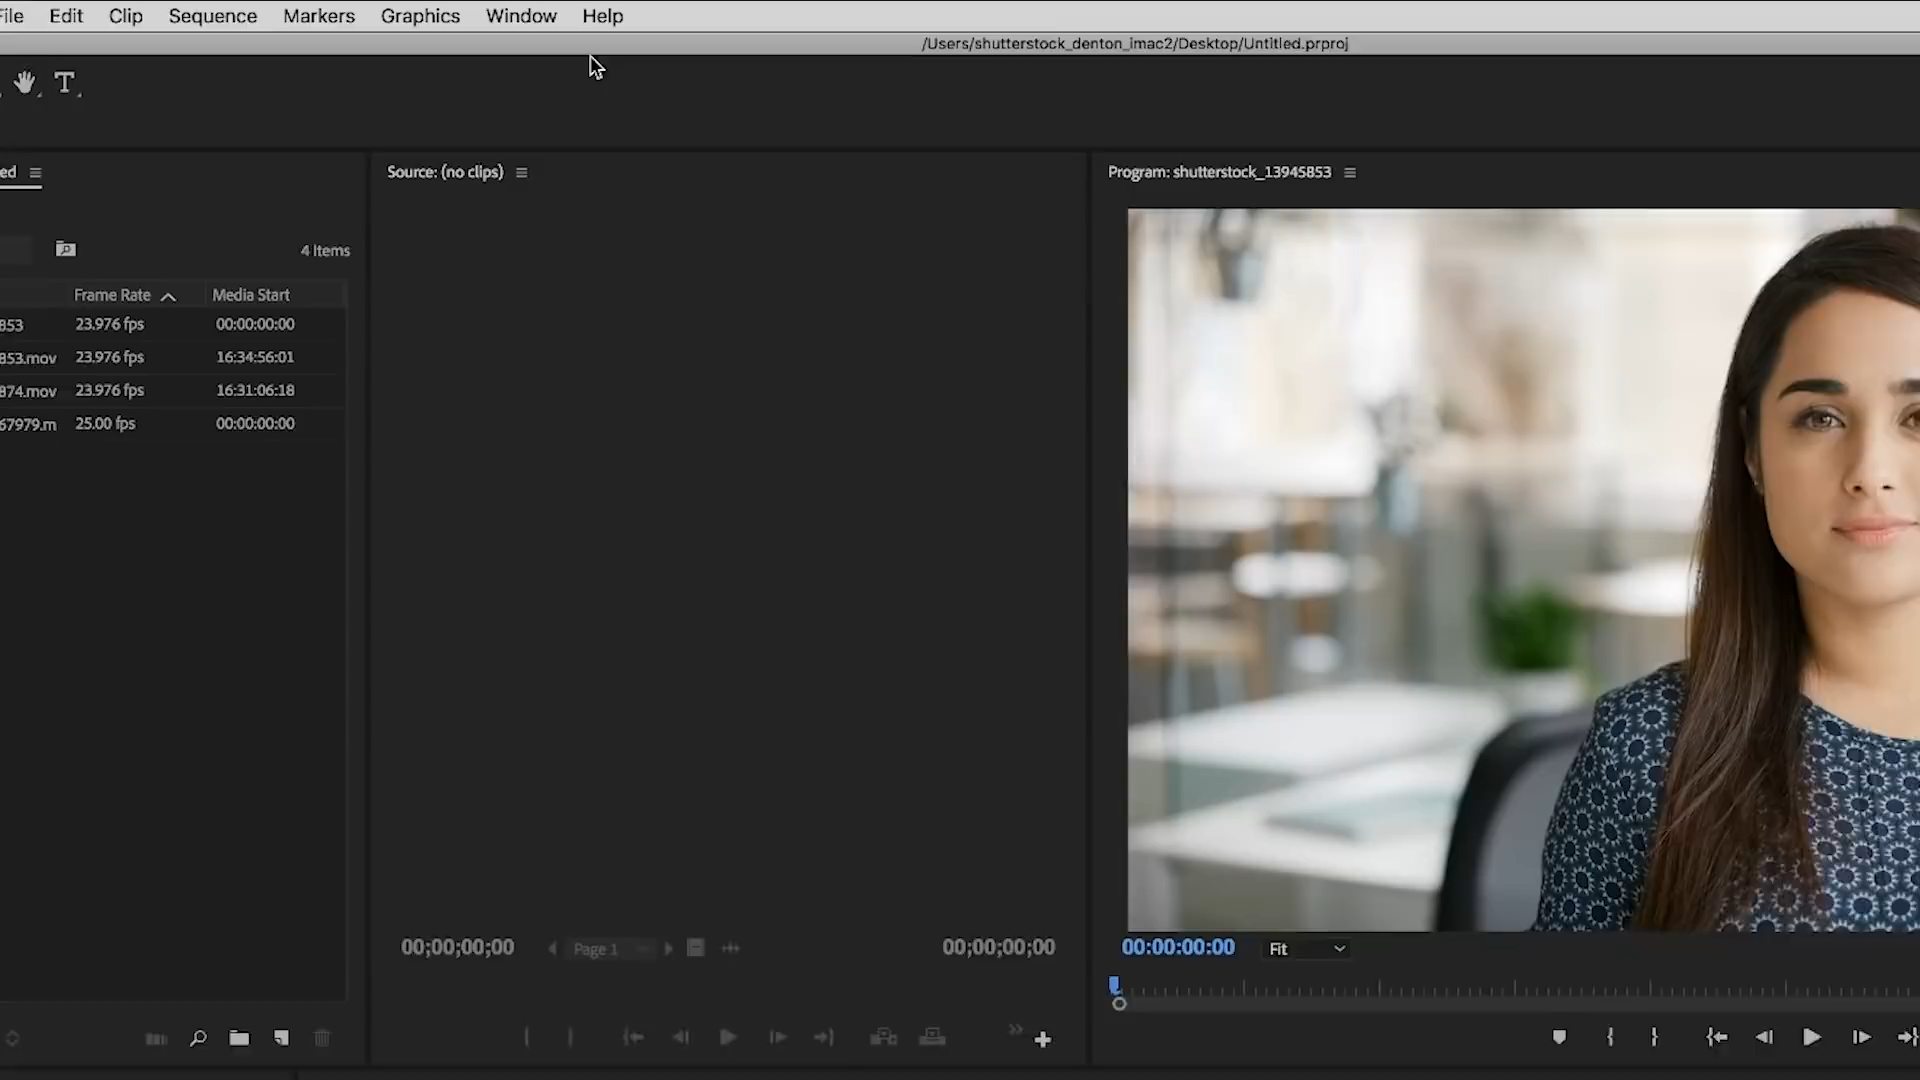 File Edit Clip Sequence Markers Graphics Window Help
/Users/shutterstock_denton_imac2/Desktop/Untitled.prproj
T
ed
Source: (no clips)
Program: shutterstock_13945853
4 Items
Frame Rate Media Start
853 23.976 fps 00:00:00:00
853.mov 23.976 fps 16:34:56:01
874.mov 23.976 fps 16:31:06:18
67979.m 25.00 fps 00:00:00:00
00;00;00;00 Page 1 00;00;00;00
00:00:00:00 Fit